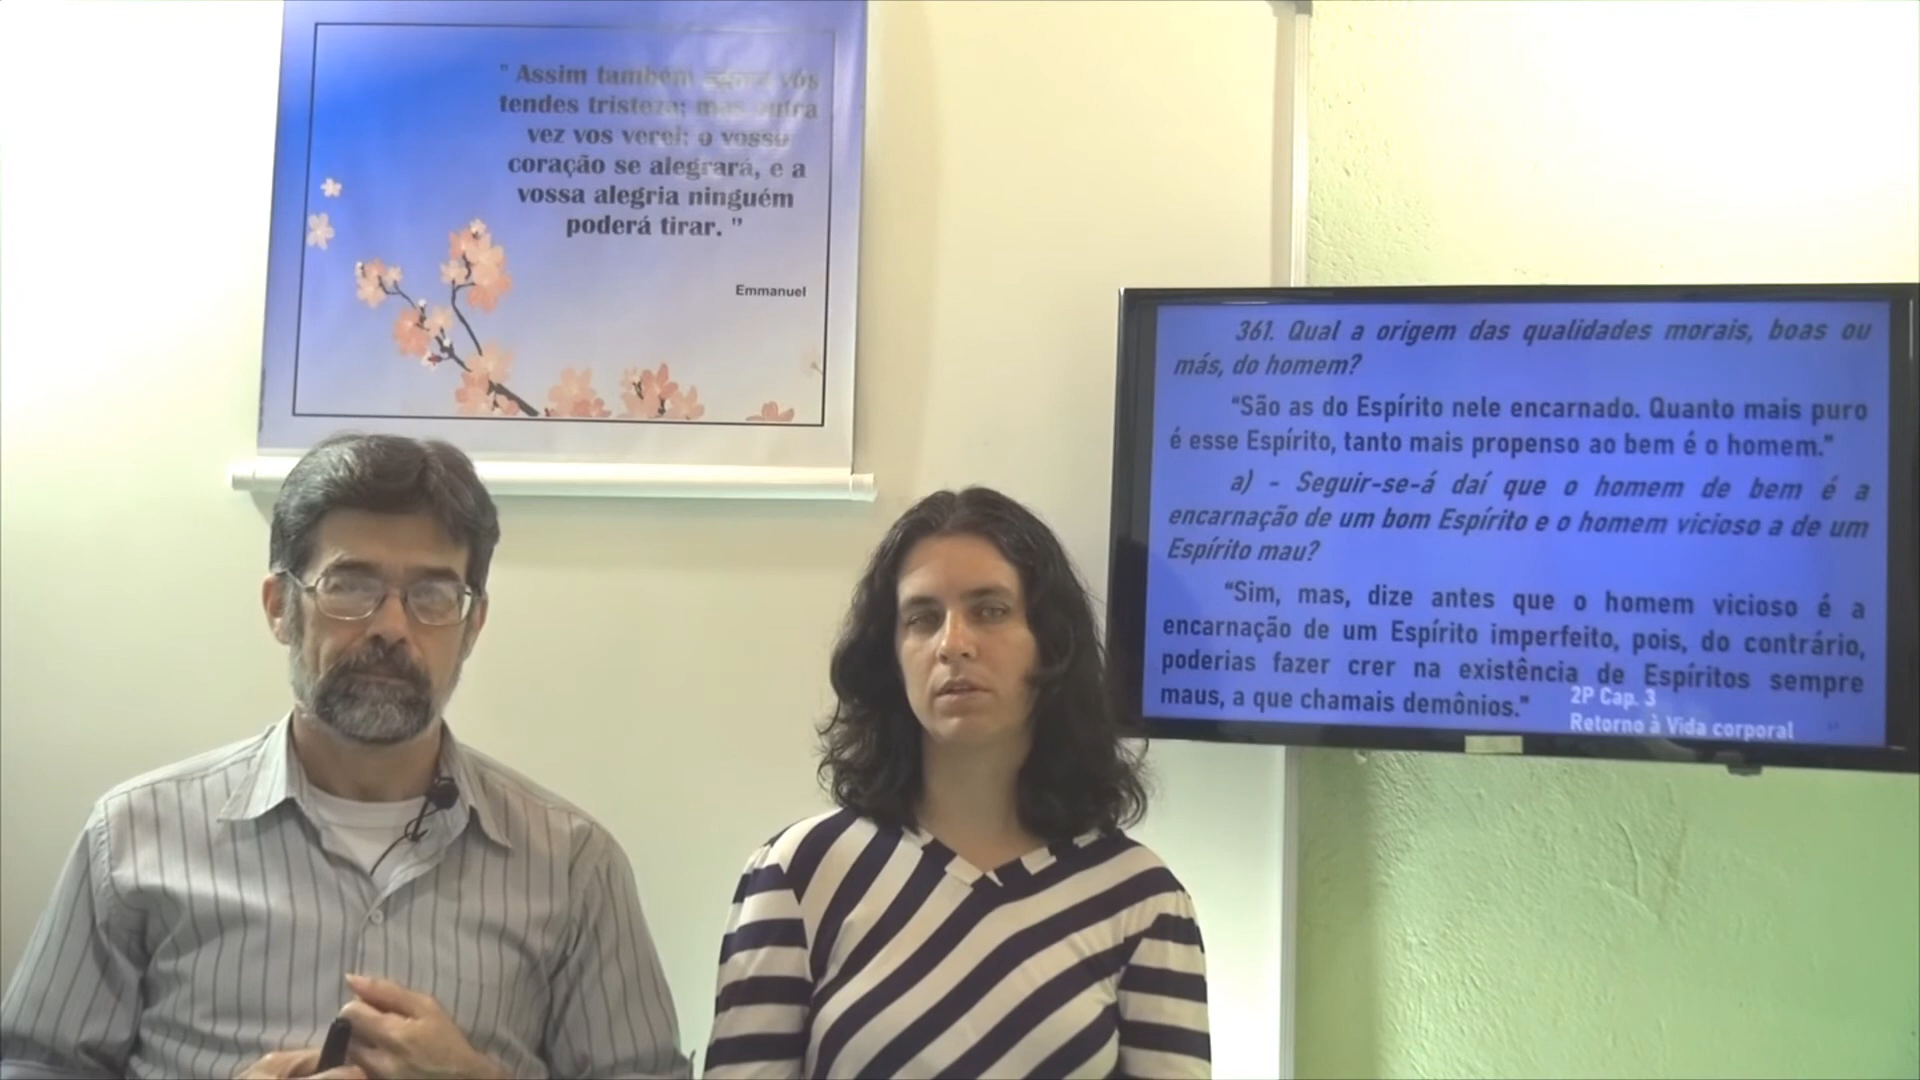 " Assim também agora vós
tendes tristeza; mas outra
vez vos verei: o vosso
coração se alegrará, e a
vossa alegria ninguém
poderá tirar. "
Emmanuel
361. Qual a origem das qualidades morais, boas ou
más, do homem?
“São as do Espírito nele encarnado. Quanto mais puro
é esse Espírito, tanto mais propenso ao bem é o homem.”
a) - Seguir-se-á daí que o homem de bem é a
encarnação de um bom Espírito e o homem vicioso a de um
Espírito mau?
“Sim, mas, dize antes que o homem vicioso é a
encarnação de um Espírito imperfeito, pois, do contrário,
poderias fazer crer na existência de Espíritos sempre
maus, a que chamais demônios.”
2P Cap. 3
Retorno à Vida corporal